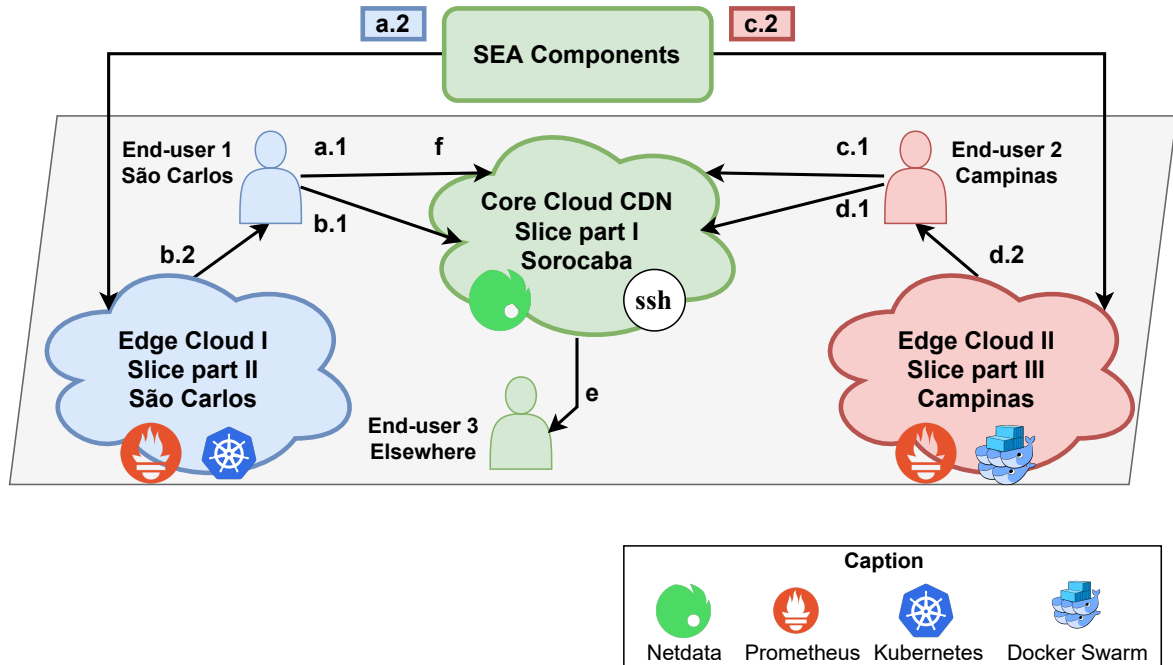 a.2
SEA Components
c.2
End-user 1
São Carlos
a.1
f
c.1
End-user 2
Campinas
b.1
Core Cloud CDN
Slice part I
Sorocaba
d.1
b.2
d.2
ssh
Edge Cloud I
Slice part II
São Carlos
Edge Cloud II
Slice part III
Campinas
e
End-user 3
Elsewhere
Caption
Netdata
Prometheus
Kubernetes
Docker Swarm